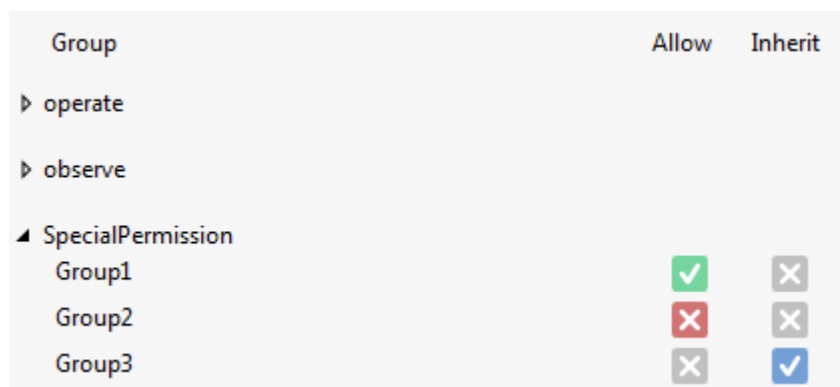 Group Allow Inherit
operate
observe
SpecialPermission
Group1
Group2
Group3